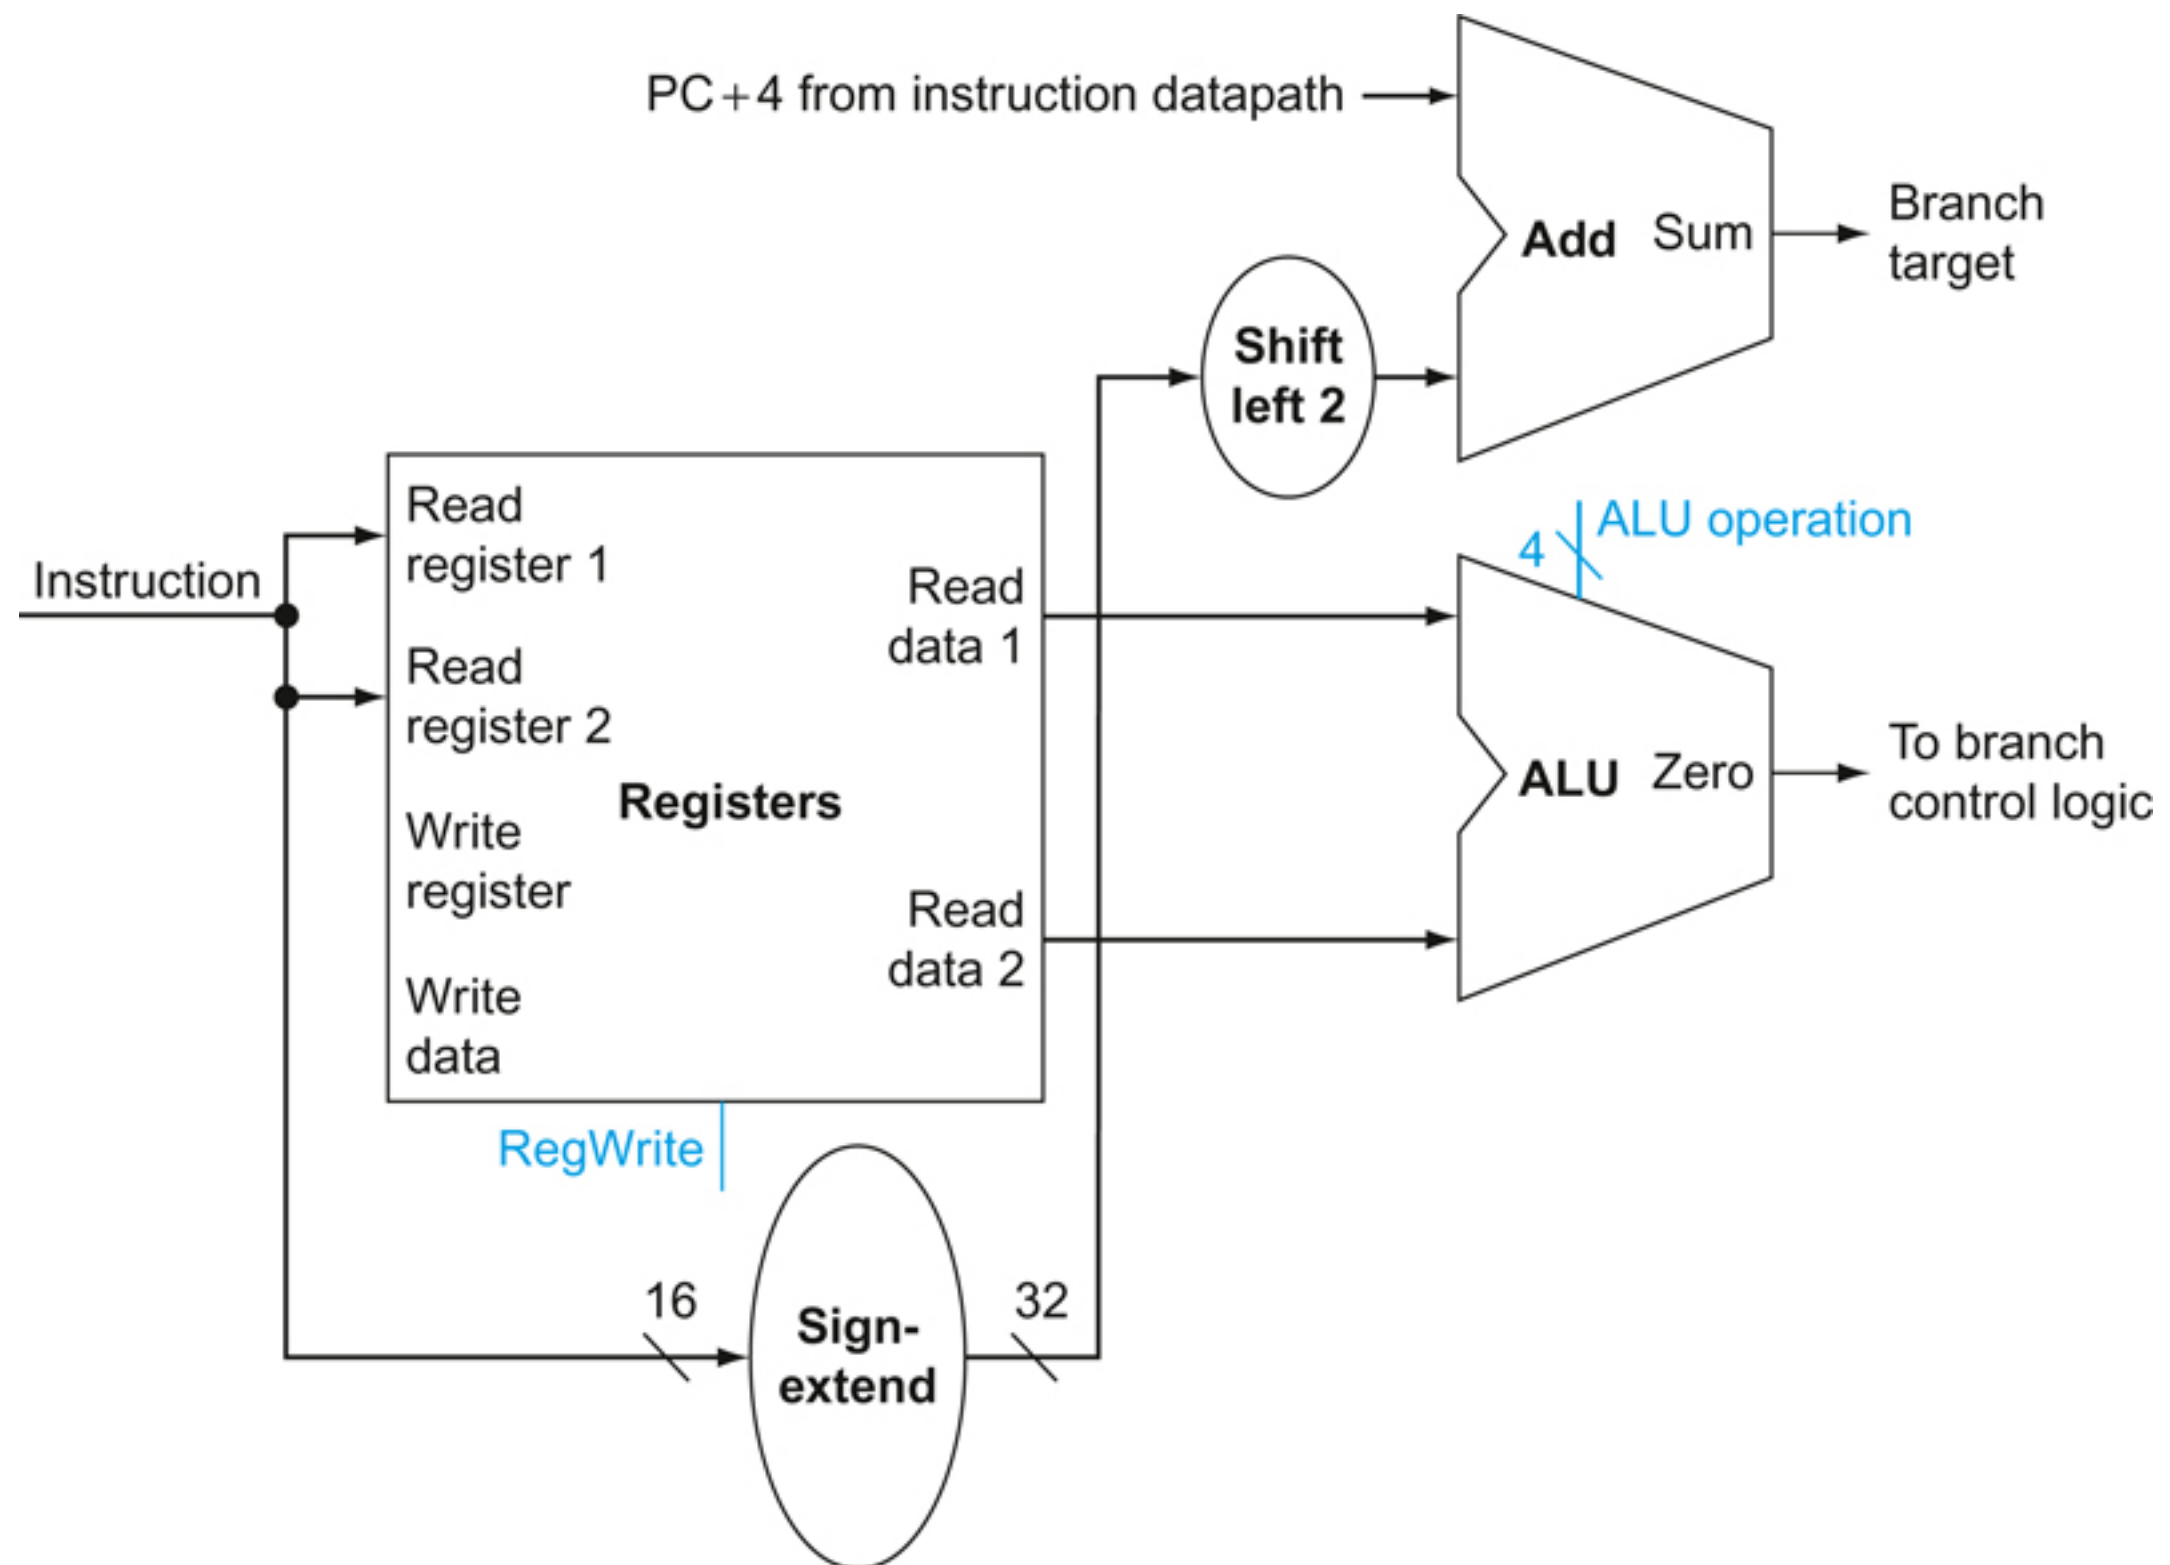 PC+4 from instruction datapath
Add Sum
Branch
target
Shift
left 2
ALU operation
4
Instruction
Read
register 1
Read
data 1
Read
register 2
Registers
Write
register
Read
data 2
Write
data
ALU Zero
To branch
control logic
RegWrite
16
Sign-
extend
32